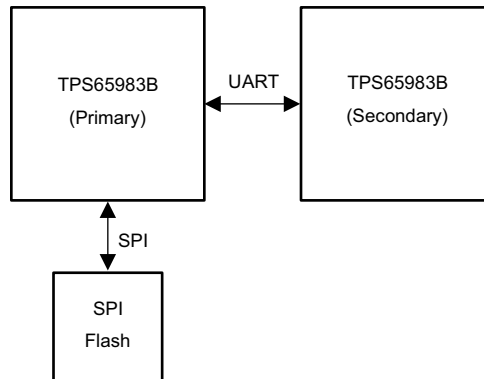 TPS65983B
(Primary)
UART
TPS65983B
(Secondary)
SPI
SPI
Flash